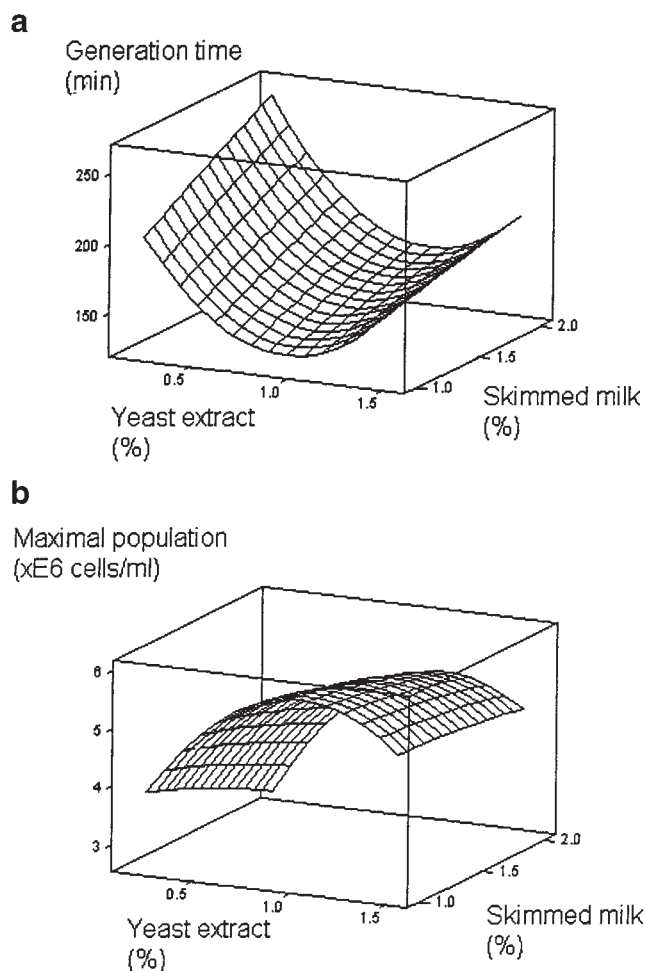 a
Generation time
(min)
250
200
150
0.5
1.0
1.5
1.0
1.5
2.0
Yeast extract
(%)
Skimmed milk
(%)
b
Maximal population
(xE6 cells/ml)
6
5
4
3
0.5
1.0
1.5
1.0
1.5
2.0
Yeast extract
(%)
Skimmed milk
(%)